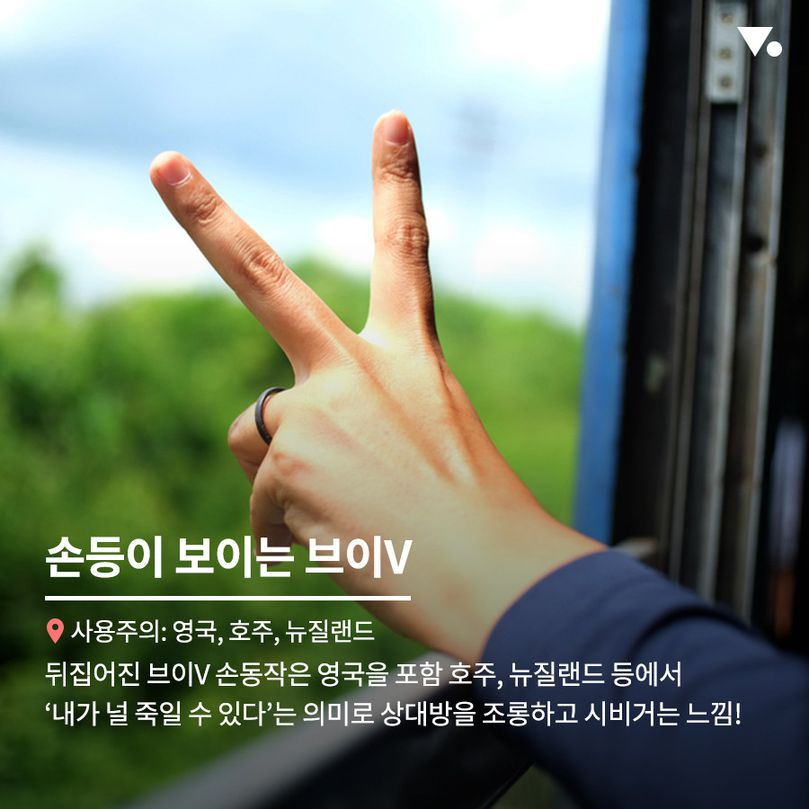 손등이 보이는 브이V
사용주의: 영국, 호주, 뉴질랜드
뒤집어진 브이V 손동작은 영국을 포함 호주, 뉴질랜드 등에서
‘내가 널 죽일 수 있다’는 의미로 상대방을 조롱하고 시비거는 느낌!